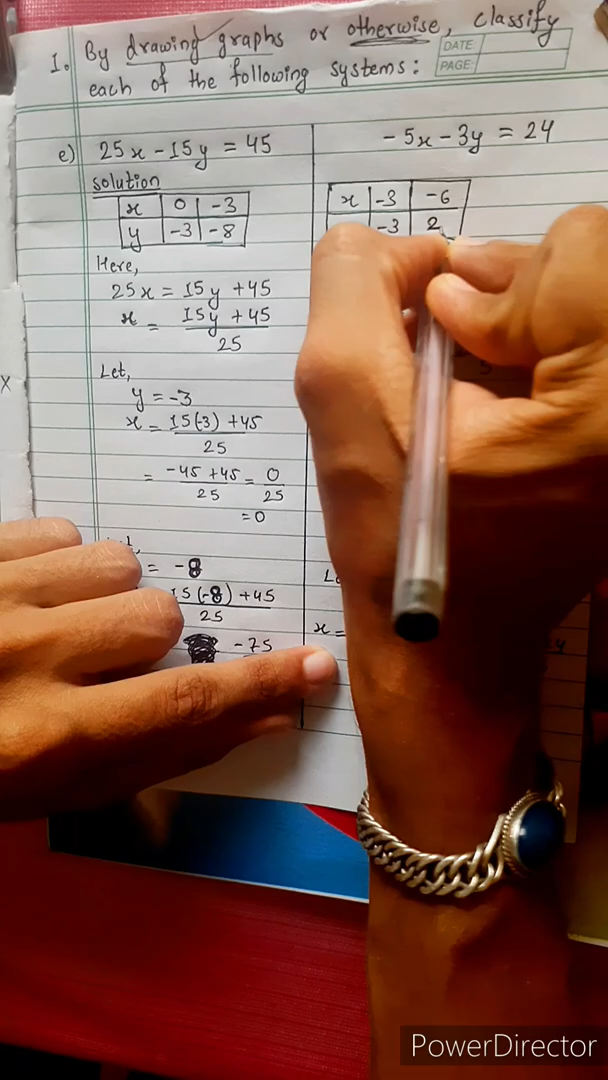 1. By drawing graphs or otherwise, classify
each of the following systems:
DATE:
PAGE:
e) 25x - 15y = 45
solution
x | 0 | -3
y | -3 | -8
Here,
25x = 15y + 45
x = 15y + 45
25
Let,
y = -3
x = 15(-3) + 45
25
= -45 + 45 = 0
25 25
= 0
= -8
15(-8) + 45
25
-75
-5x - 3y = 24
x | -3 | -6
-3 | 2
5
x =
X
PowerDirector